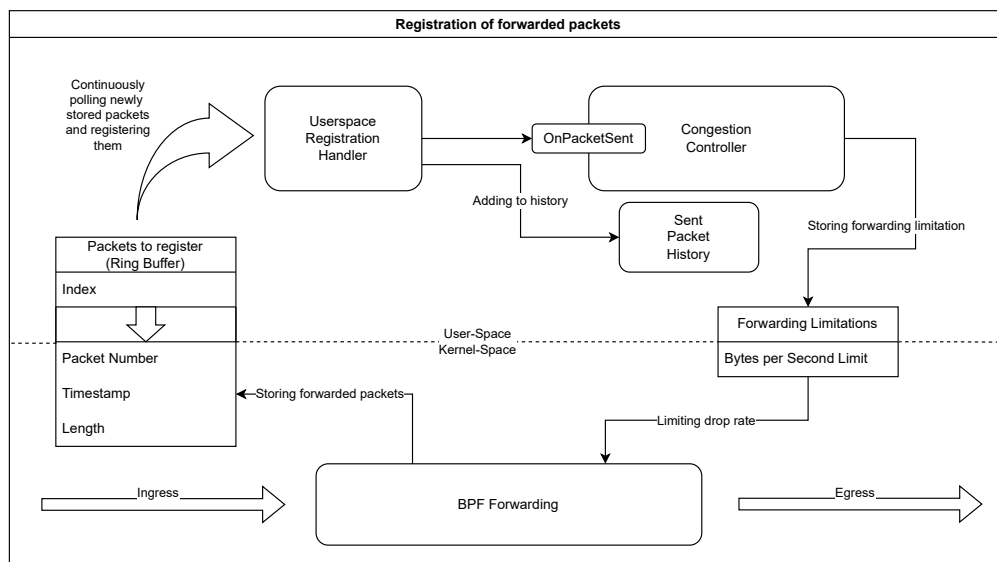 Registration of forwarded packets
Continuously
polling newly
stored packets
and registering
them
Userspace
Registration
Handler
OnPacketSent
Congestion
Controller
Adding to history
Sent
Packet
History
Storing forwarding limitation
Packets to register
(Ring Buffer)
Index
Forwarding Limitations
User-Space
Kernel-Space
Packet Number
Bytes per Second Limit
Timestamp
Storing forwarded packets
Length
Limiting drop rate
Ingress
BPF Forwarding
Egress